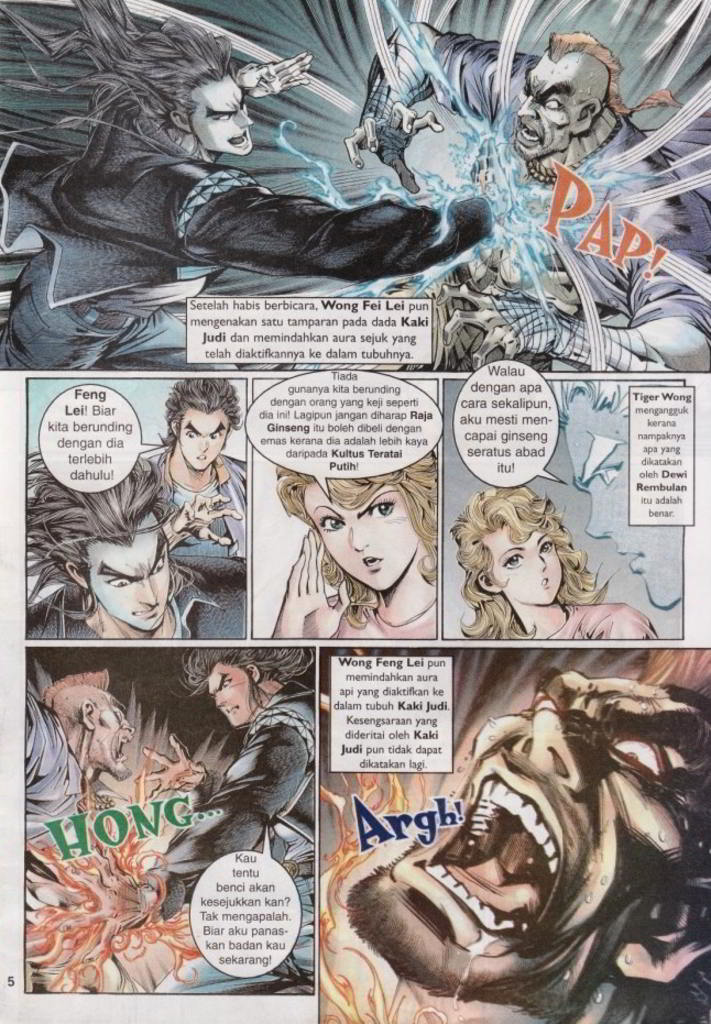 PAP!
Setelah habis berbicara, Wong Fei Lei pun
mengenakan satu tamparan pada dada Kaki
Judi dan memindahkan aura sejuk yang
telah diaktifkannya ke dalam tubuhnya.
Feng
Lei! Biar
kita berunding
dengan dia
terlebih
dahulu!
Tiada
gunanya kita berunding
dengan orang yang keji seperti
dia ini! Lagipun jangan diharap Raja
Ginseng itu boleh dibeli dengan
emas kerana dia adalah lebih kaya
daripada Kultus Teratai
Putih!
Walau
dengan apa
cara sekalipun,
aku mesti men-
capai ginseng
seratus abad
itu!
Tiger Wong
mengangguk
kerana
nampaknya
apa yang
dikatakan
oleh Dewi
Rembulan
itu adalah
benar.
HONG...
Kau
tentu
benci akan
kesejukkan kan?
Tak mengapalah.
Biar aku panas-
kan badan kau
sekarang!
Wong Feng Lei pun
memindahkan aura
api yang diaktifkan ke
dalam tubuh Kaki Judi.
Kesengsaraan yang
dideritai oleh Kaki
Judi pun tidak dapat
dikatakan lagi.
Argh!
5